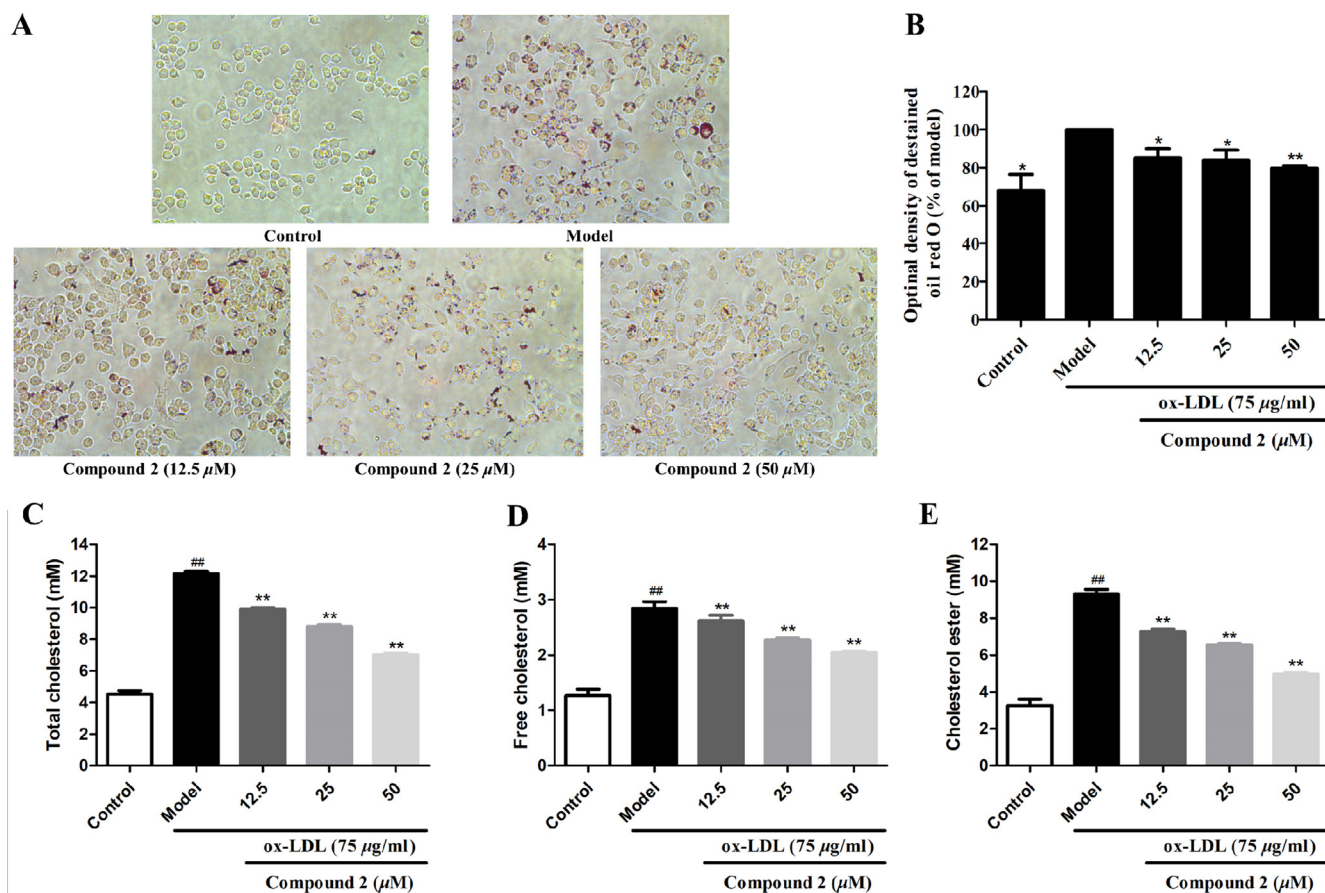 A
Control
Model
Compound 2 (12.5 µM)
Compound 2 (25 µM)
Compound 2 (50 µM)
B
Optinal density of destained
oil red O (% of model)
120
100
80
60
40
20
0
*
*
*
**
Control
Model
12.5
25
50
ox-LDL (75 µg/ml)
Compound 2 (µM)
C
Total cholesterol (mM)
14
12
10
8
6
4
2
0
##
**
**
**
Control
Model
12.5
25
50
ox-LDL (75 µg/ml)
Compound 2 (µM)
D
Free cholesterol (mM)
4
3
2
1
0
##
**
**
**
Control
Model
12.5
25
50
ox-LDL (75 µg/ml)
Compound 2 (µM)
E
Cholesterol ester (mM)
12
10
8
6
4
2
0
##
**
**
**
Control
Model
12.5
25
50
ox-LDL (75 µg/ml)
Compound 2 (µM)